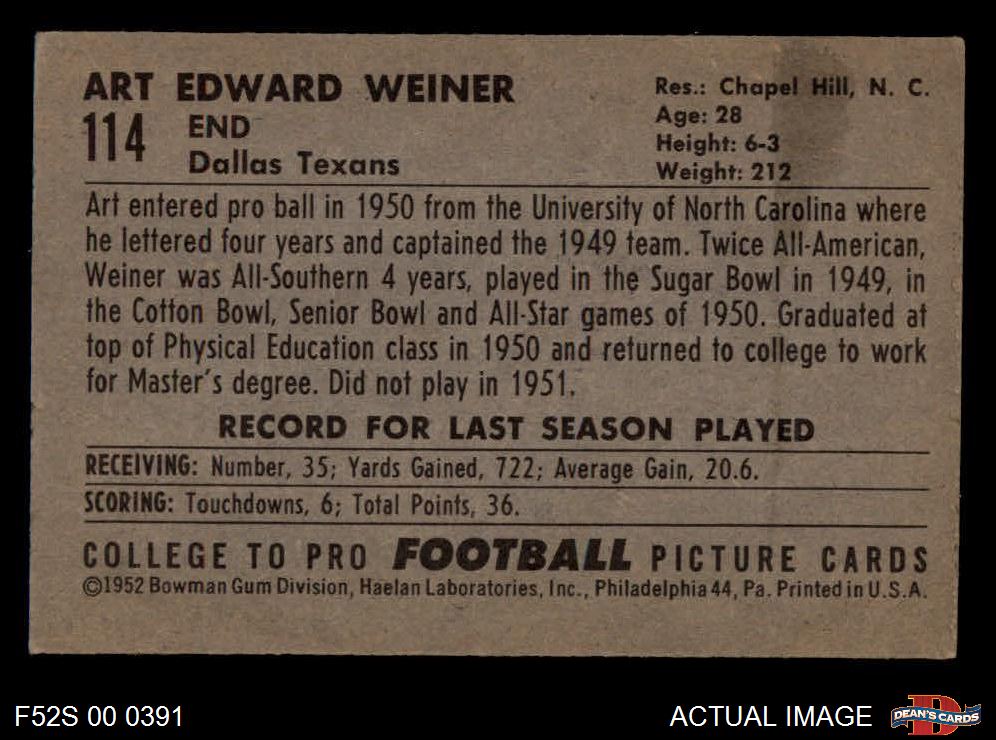 ART EDWARD WEINER
114
END
Dallas Texans
Res.: Chapel Hill, N. C.
Age: 28
Height: 6-3
Weight: 212
Art entered pro ball in 1950 from the University of North Carolina where
he lettered four years and captained the 1949 team. Twice All-American,
Weiner was All-Southern 4 years, played in the Sugar Bowl in 1949, in
the Cotton Bowl, Senior Bowl and All-Star games of 1950. Graduated at
top of Physical Education class in 1950 and returned to college to work
for Master's degree. Did not play in 1951.
RECORD FOR LAST SEASON PLAYED
RECEIVING: Number, 35; Yards Gained, 722; Average Gain, 20.6.
SCORING: Touchdowns, 6; Total Points, 36.
COLLEGE TO PRO FOOTBALL PICTURE CARDS
©1952 Bowman Gum Division, Haelan Laboratories, Inc., Philadelphia 44, Pa. Printed in U.S.A.
F52S 00 0391
ACTUAL IMAGE
D
DEAN'S CARDS